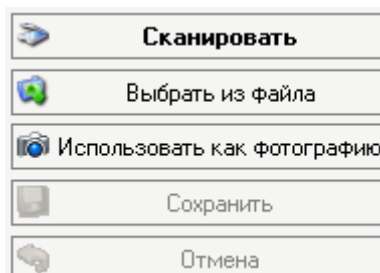 Сканировать
Выбрать из файла
Использовать как фотографию
Сохранить
Отмена